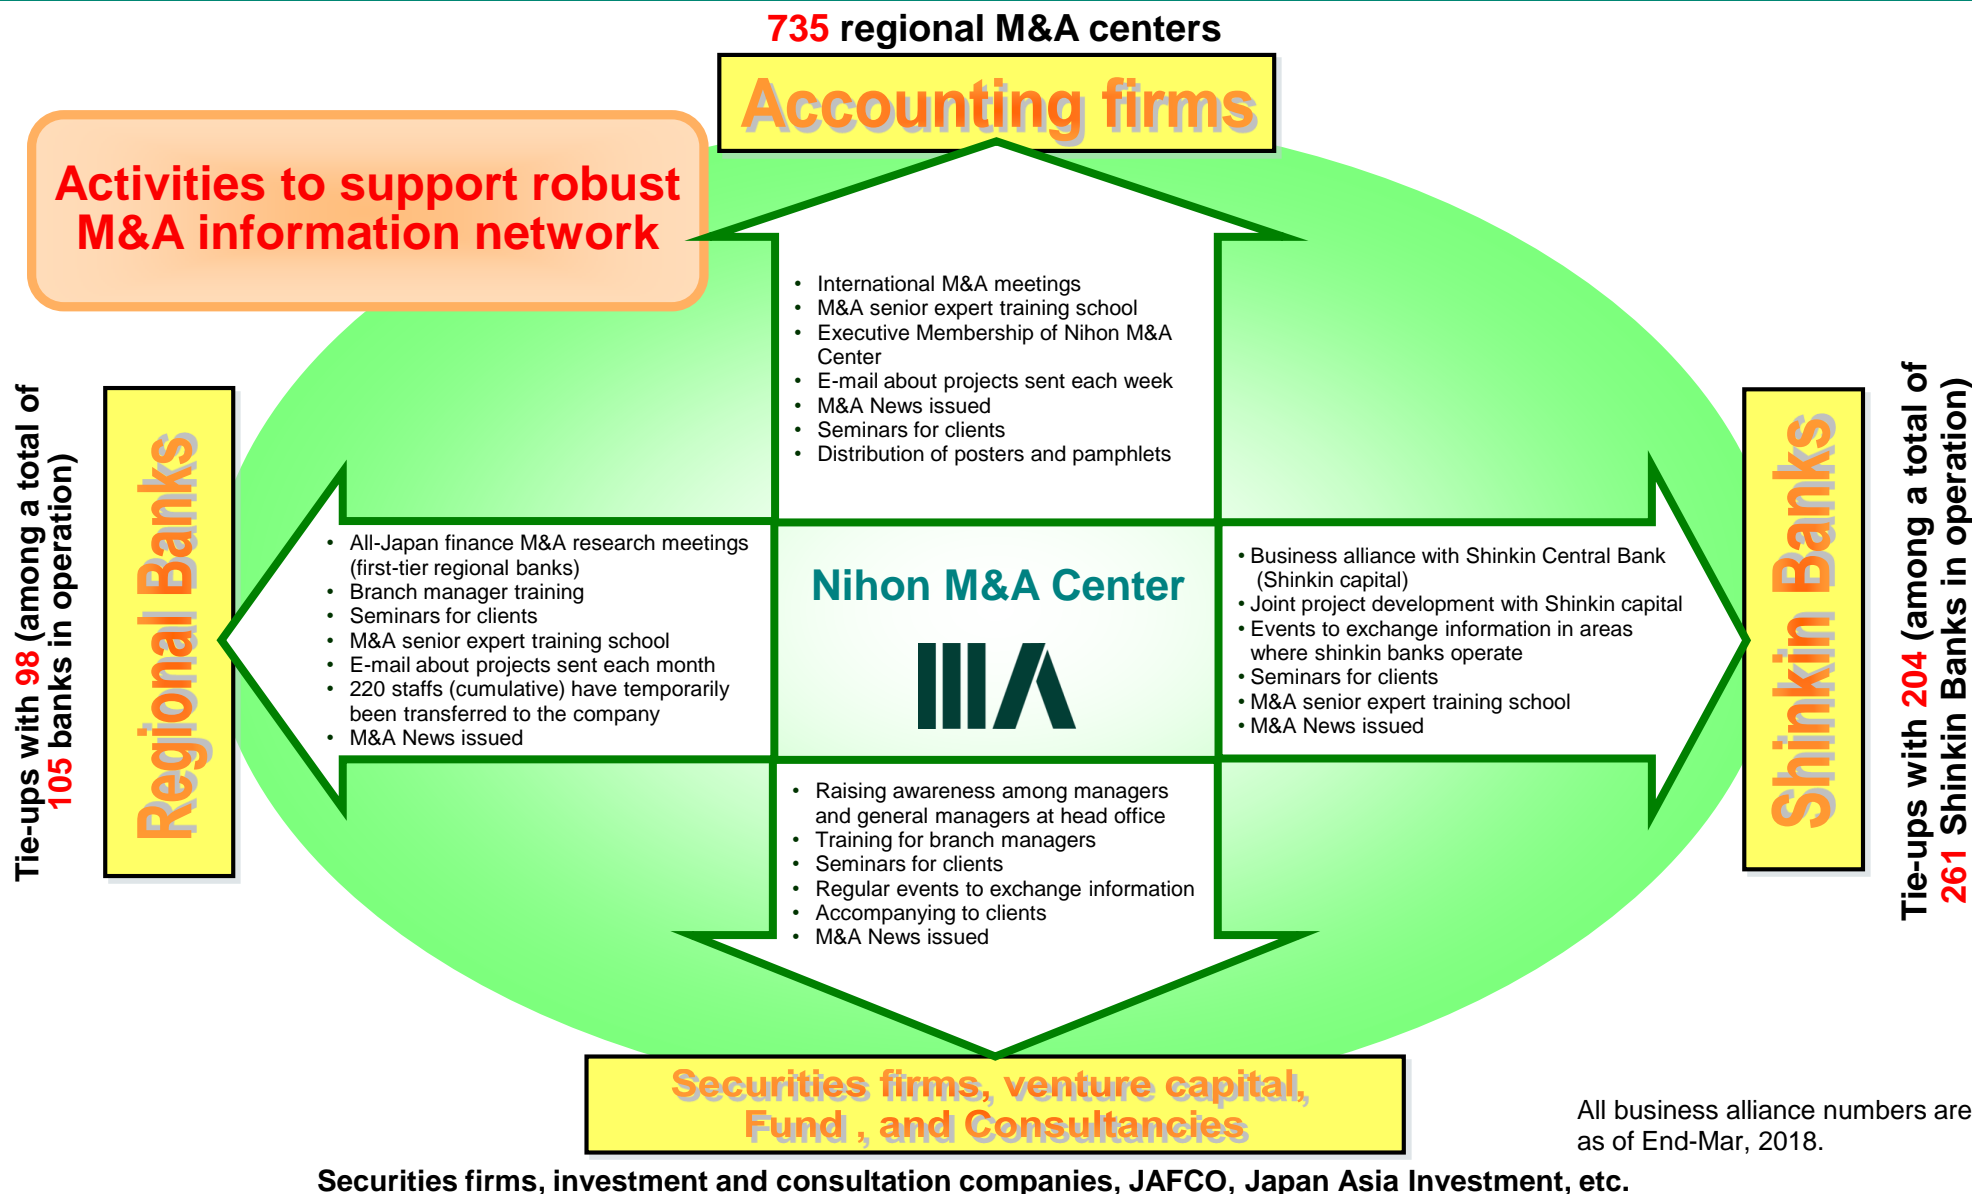 735 regional M&A centers
Accounting firms
Activities to support robust
M&A information network
• International M&A meetings
• M&A senior expert training school
• Executive Membership of Nihon M&A
Center
• E-mail about projects sent each week
• M&A News issued
• Seminars for clients
• Distribution of posters and pamphlets
Tie-ups with 98 (among a total of
105 banks in operation)
Regional Banks
• All-Japan finance M&A research meetings
(first-tier regional banks)
• Branch manager training
• Seminars for clients
• M&A senior expert training school
• E-mail about projects sent each month
• 220 staffs (cumulative) have temporarily
been transferred to the company
• M&A News issued
Nihon M&A Center
• Business alliance with Shinkin Central Bank
(Shinkin capital)
• Joint project development with Shinkin capital
• Events to exchange information in areas
where shinkin banks operate
• Seminars for clients
• M&A senior expert training school
• M&A News issued
Shinkin Banks
Tie-ups with 204 (among a total of
261 Shinkin Banks in operation)
• Raising awareness among managers
and general managers at head office
• Training for branch managers
• Seminars for clients
• Regular events to exchange information
• Accompanying to clients
• M&A News issued
Securities firms, venture capital,
Fund , and Consultancies
All business alliance numbers are
as of End-Mar, 2018.
Securities firms, investment and consultation companies, JAFCO, Japan Asia Investment, etc.